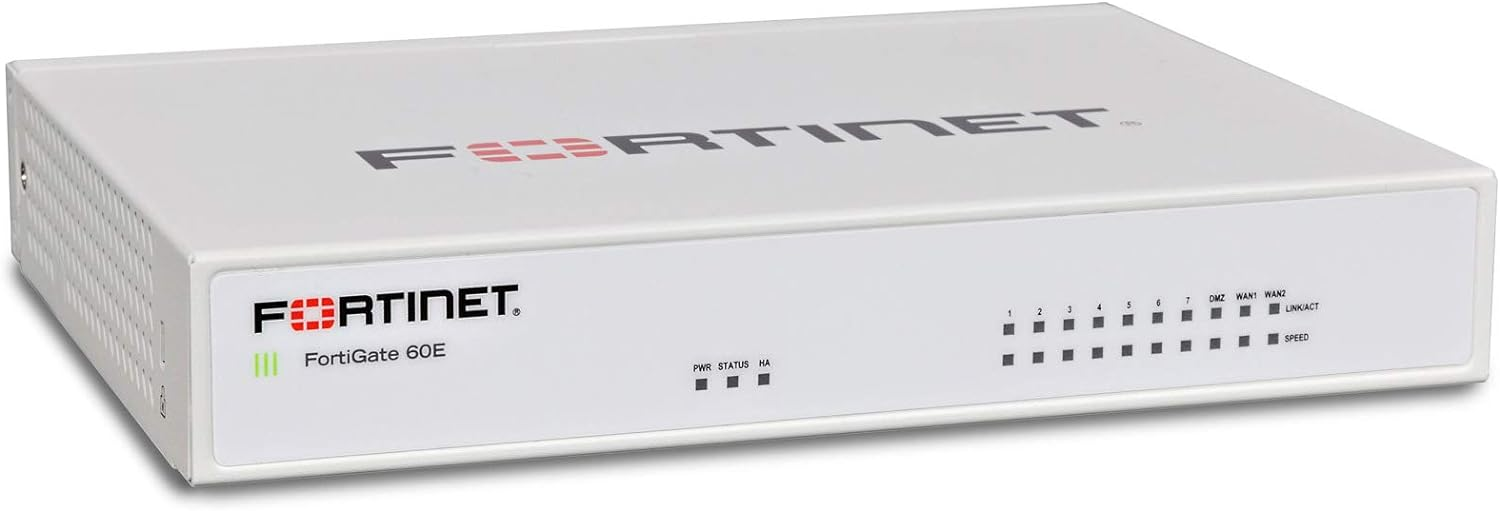 FORTINET®
FORTINET®
FortiGate 60E
PWR STATUS HA
1 2 3 4 5 6 7 DMZ WAN1 WAN2
LINK/ACT
SPEED